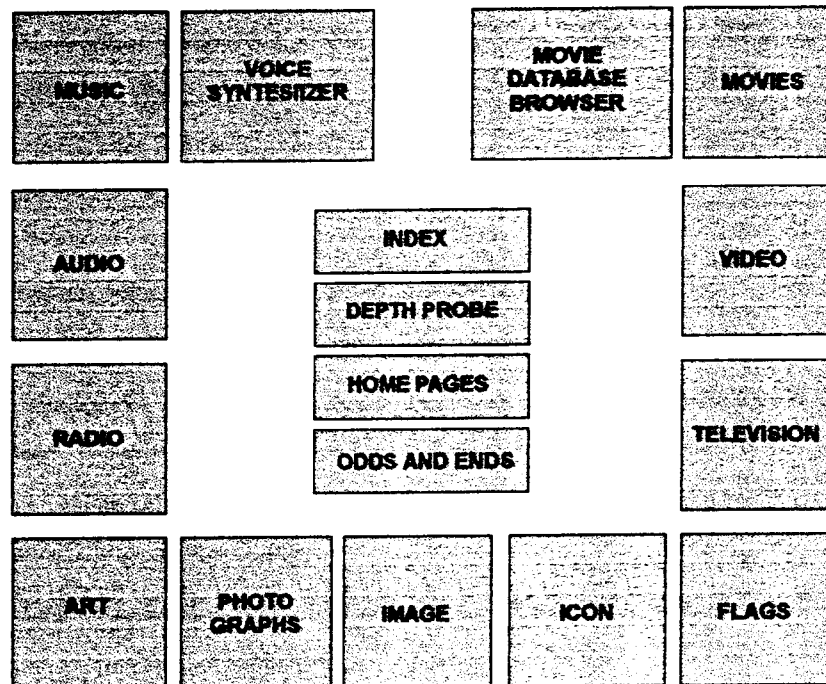 MUSIC
VOICE
SYNTESIIZER
MOVIE
DATABASE
BROWSER
MOVIES
AUDIO
INDEX
VIDEO
DEPTH PROBE
HOME PAGES
RADIO
TELEVISION
ODDS AND ENDS
ART
PHOTO
GRAPHS
IMAGE
ICON
FLAGS